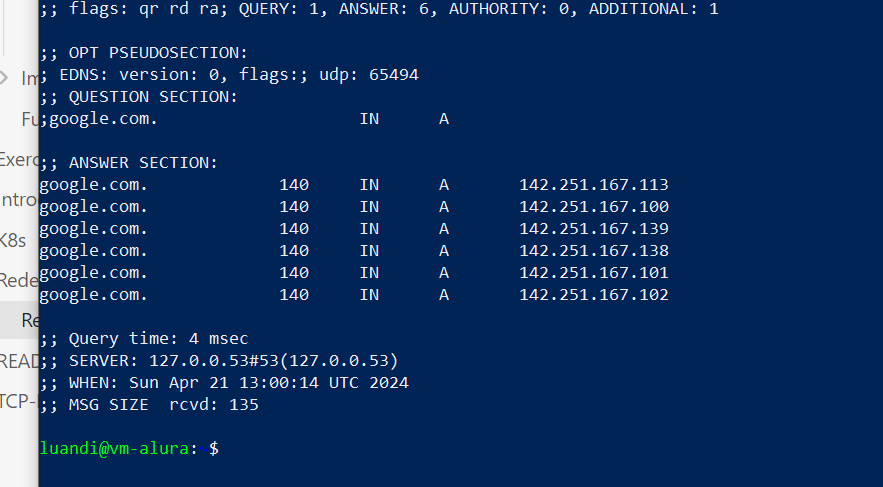 ;; flags: qr rd ra; QUERY: 1, ANSWER: 6, AUTHORITY: 0, ADDITIONAL: 1
;; OPT PSEUDOSECTION:
; EDNS: version: 0, flags:; udp: 65494
;; QUESTION SECTION:
;google.com. IN A
;; ANSWER SECTION:
google.com. 140 IN A 142.251.167.113
google.com. 140 IN A 142.251.167.100
google.com. 140 IN A 142.251.167.139
google.com. 140 IN A 142.251.167.138
google.com. 140 IN A 142.251.167.101
google.com. 140 IN A 142.251.167.102
;; Query time: 4 msec
;; SERVER: 127.0.0.53#53(127.0.0.53)
;; WHEN: Sun Apr 21 13:00:14 UTC 2024
;; MSG SIZE rcvd: 135
luandi@vm-alura:~$
Im
Fu
Exerc
Intro
K8s
Rede
Re
READ
TCP-